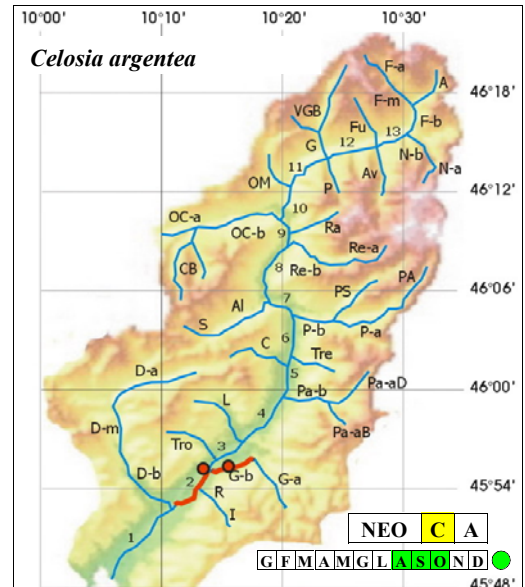 10°00' 10°10' 10°20' 10°30'
Celosia argentea
F-a
A
46°18'
F-m
VGB
F-b
Fu
13
12
G
N-b
11
N-a
Av
OM
P
46°12'
10
OC-a
Ra
OC-b
9
Re-a
8
Re-b
CB
PA
46°06'
PS
7
Al
S
P-b
P-a
6
C
Tre
D-a
5
Pa-aD
46°00'
Pa-b
L
4
D-m
Pa-aB
Tro
3
D-b
G-b
G-a
2
45°54'
R
I
NEO C A
1
G F M A M G L A S O N D
45°48'